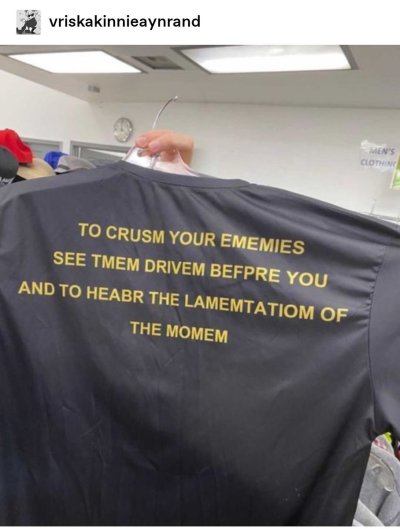 vriskakinnieaynrand
MEN'S
CLOTHING
TO CRUSM YOUR EMEMIES
SEE TMEM DRIVEM BEFPRE YOU
AND TO HEABR THE LAMEMTATIOM OF
THE MOMEM